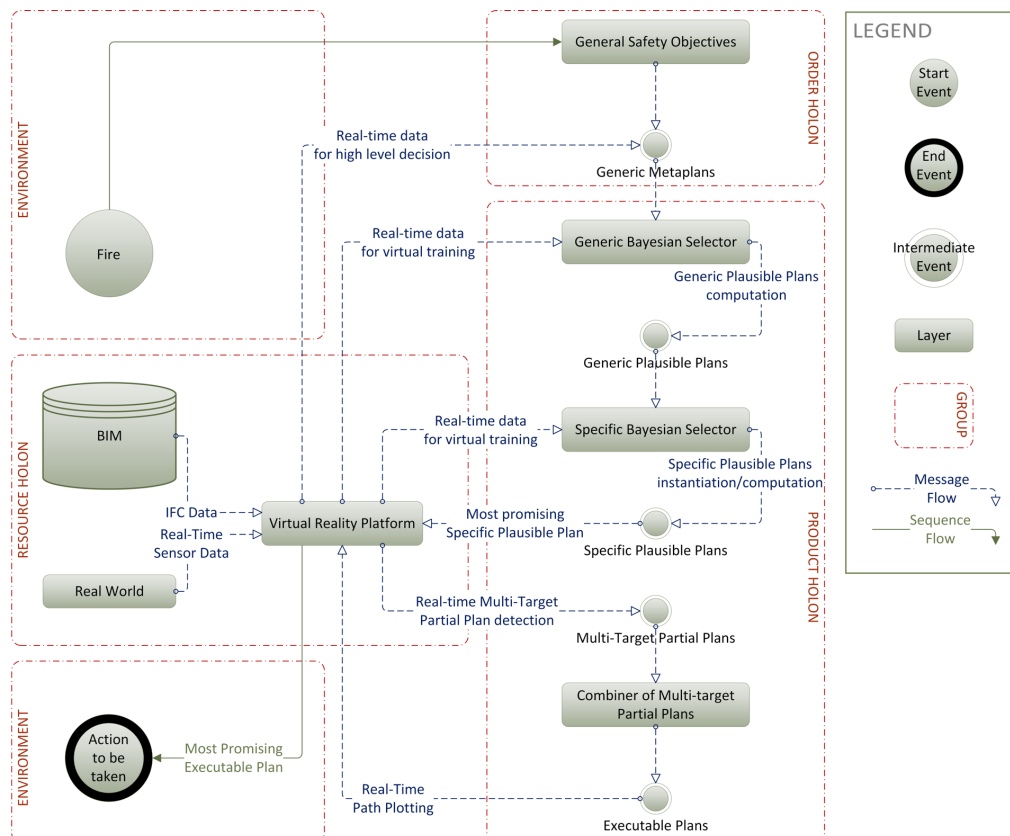 ENVIRONMENT
Fire
General Safety Objectives
ORDER HOLON
Real-time data
for high level decision
Generic Metaplans
Real-time data
for virtual training
Generic Bayesian Selector
Generic Plausible Plans
computation
Generic Plausible Plans
RESOURCE HOLON
BIM
Real-time data
for virtual training
Specific Bayesian Selector
Specific Plausible Plans
instantiation/computation
IFC Data
Real-Time
Sensor Data
Virtual Reality Platform
Most promising
Specific Plausible Plan
Specific Plausible Plans
PRODUCT HOLON
Real World
Real-time Multi-Target
Partial Plan detection
Multi-Target Partial Plans
Combiner of Multi-target
Partial Plans
ENVIRONMENT
Action
to be
taken
Most Promising
Executable Plan
Real-Time
Path Plotting
Executable Plans
LEGEND
Start
Event
End
Event
Intermediate
Event
Layer
GROUP
Message
Flow
Sequence
Flow